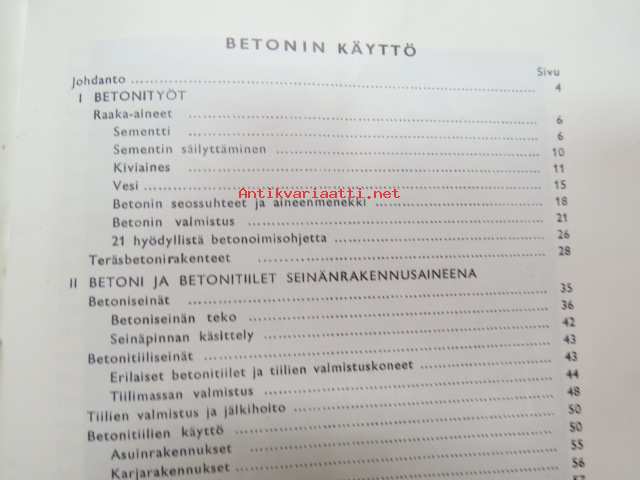 BETONIN KÄYTTÖ
Sivu
Johdanto 4
I BETONITYÖT
Raaka-aineet 6
Sementti 6
Sementin säilyttäminen 10
Kiviaines 11
Vesi 15
Antikvariaatti.net
Betonin seossuhteet ja aineenmenekki 18
Betonin valmistus 21
21 hyödyllistä betonoimisohjetta 26
Teräsbetonirakenteet 28
II BETONI JA BETONITIILET SEINÄNRAKENNUSAINEENA
Betoniseinät 35
Betoniseinän teko 36
Seinäpinnan käsittely 42
Betonitiiliseinät 43
Erilaiset betonitiilet ja tiilien valmistuskoneet 43
Tiilimassan valmistus 44
Tiilien valmistus ja jälkihoito 48
Betonitiilien käyttö 50
Asuinrakennukset 50
Karjarakennukset 55
56